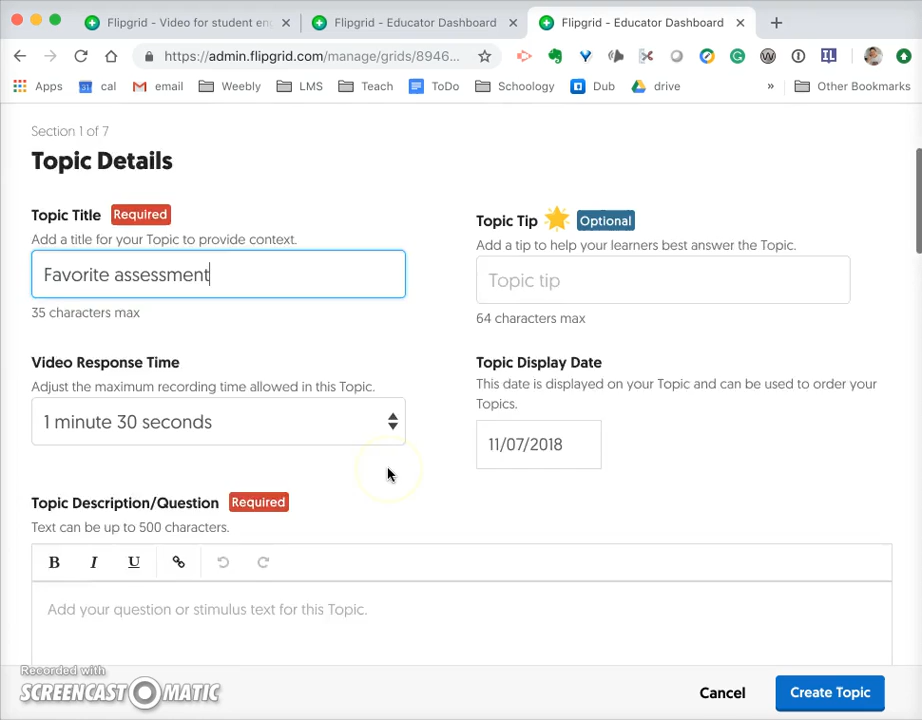 Flipgrid - Video for student en
Flipgrid - Educator Dashboard
Flipgrid - Educator Dashboard
https://admin.flipgrid.com/manage/grids/8946...
Apps
cal
email
Weekly
LMS
Teach
ToDo
Schoology
Dub
drive
»
Other Bookmarks
Section 1 of 7
Topic Details
Topic Title Required
Add a title for your Topic to provide context.
Favorite assessment
35 characters max
Topic Tip Optional
Add a tip to help your learners best answer the Topic.
Topic tip
64 characters max
Video Response Time
Adjust the maximum recording time allowed in this Topic.
1 minute 30 seconds
Topic Display Date
This date is displayed on your Topic and can be used to order your
Topics.
11/07/2018
Topic Description/Question Required
Text can be up to 500 characters.
B I U
Add your question or stimulus text for this Topic.
Recorded with
SCREENCAST-O-MATIC
Cancel
Create Topic